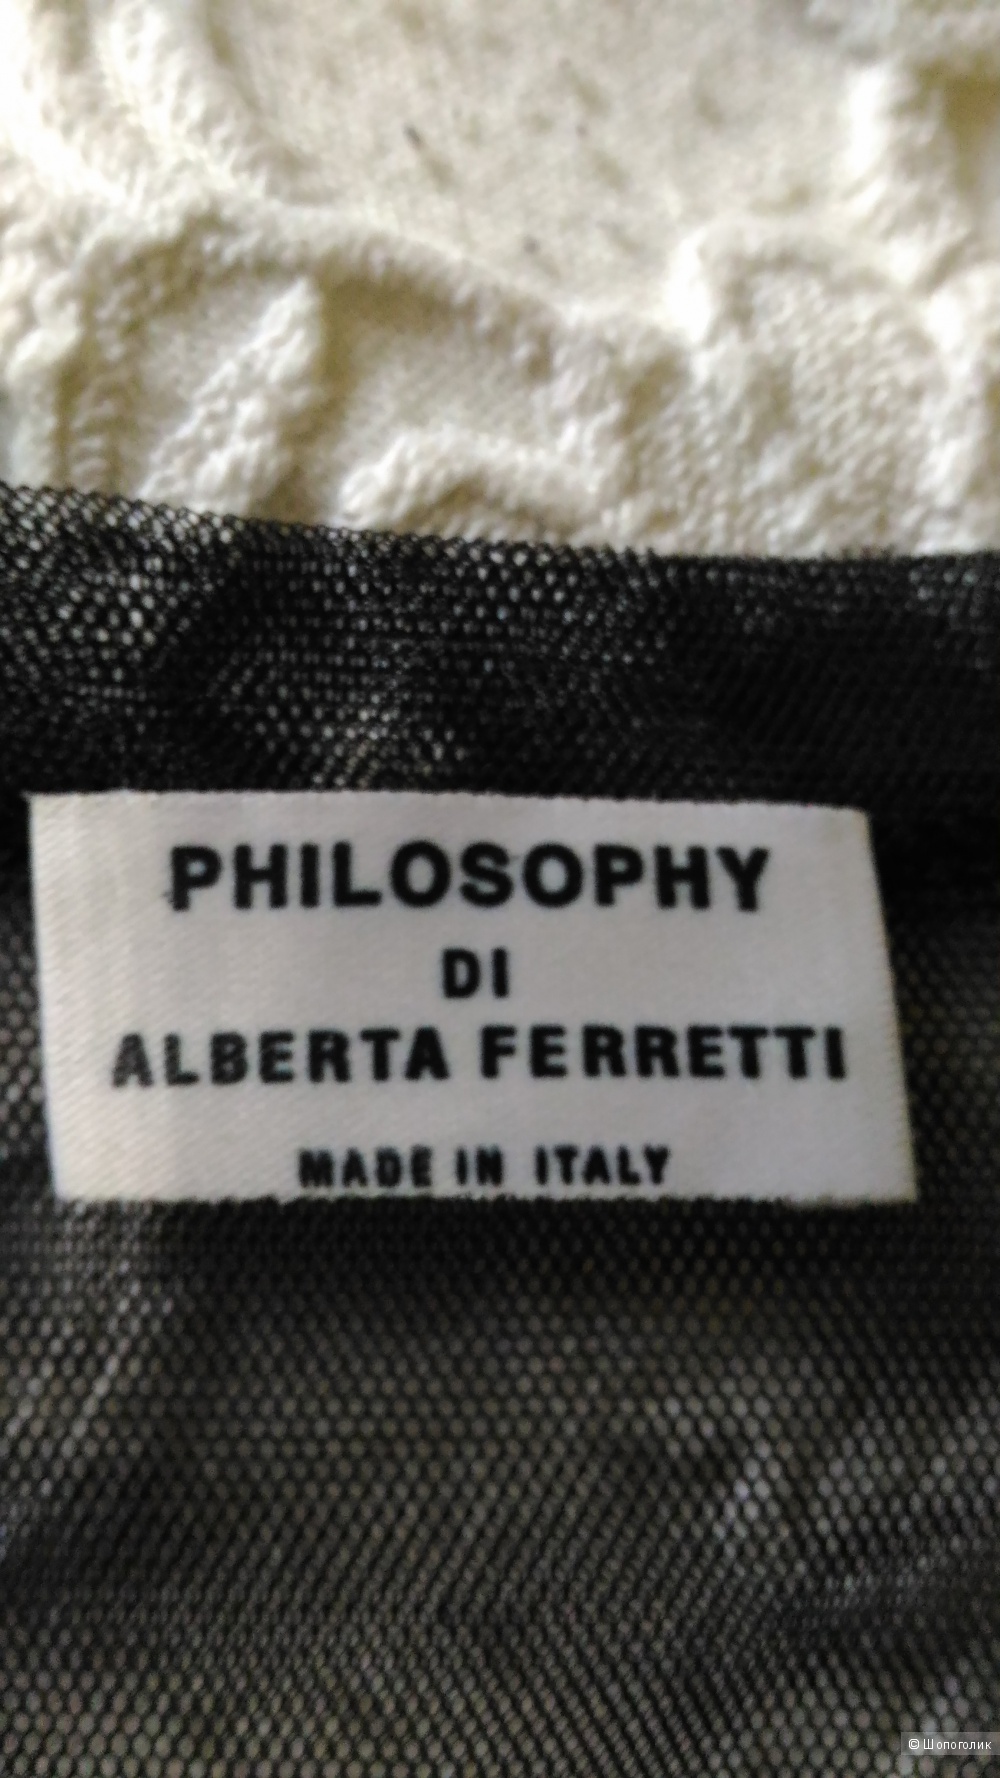 PHILOSOPHY
DI
ALBERTA FERRETTI
MADE IN ITALY
© Шопоголик